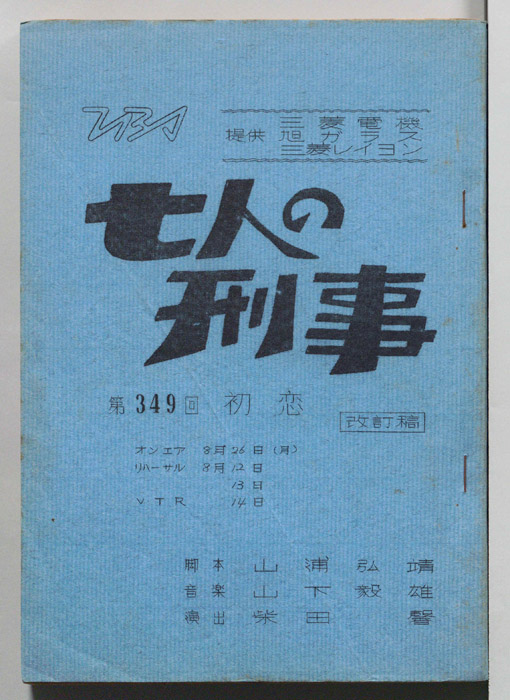 TBS
提供
三菱電機
旭ガラス
三菱レイヨン
七人の
刑事
第349回 初恋
改訂稿
オンエア 8月26日(月)
リハーサル 8月12日
13日
VTR 14日
脚本 山浦弘靖
音楽 山下毅雄
演出 柴田馨